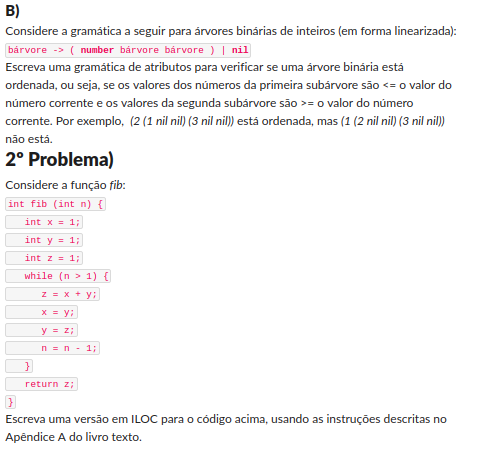 B)
Considere a gramática a seguir para árvores binárias de inteiros (em forma linearizada):
bárvore -> ( number bárvore bárvore ) | nil
Escreva uma gramática de atributos para verificar se uma árvore binária está
ordenada, ou seja, se os valores dos números da primeira subárvore são <= o valor do
número corrente e os valores da segunda subárvore são >= o valor do número
corrente. Por exemplo, (2 (1 nil nil) (3 nil nil)) está ordenada, mas (1 (2 nil nil) (3 nil nil))
não está.
2º Problema)
Considere a função fib:
int fib (int n) {
int x = 1;
int y = 1;
int z = 1;
while (n > 1) {
z = x + y;
x = y;
y = z;
n = n - 1;
}
return z;
}
Escreva uma versão em ILOC para o código acima, usando as instruções descritas no
Apêndice A do livro texto.